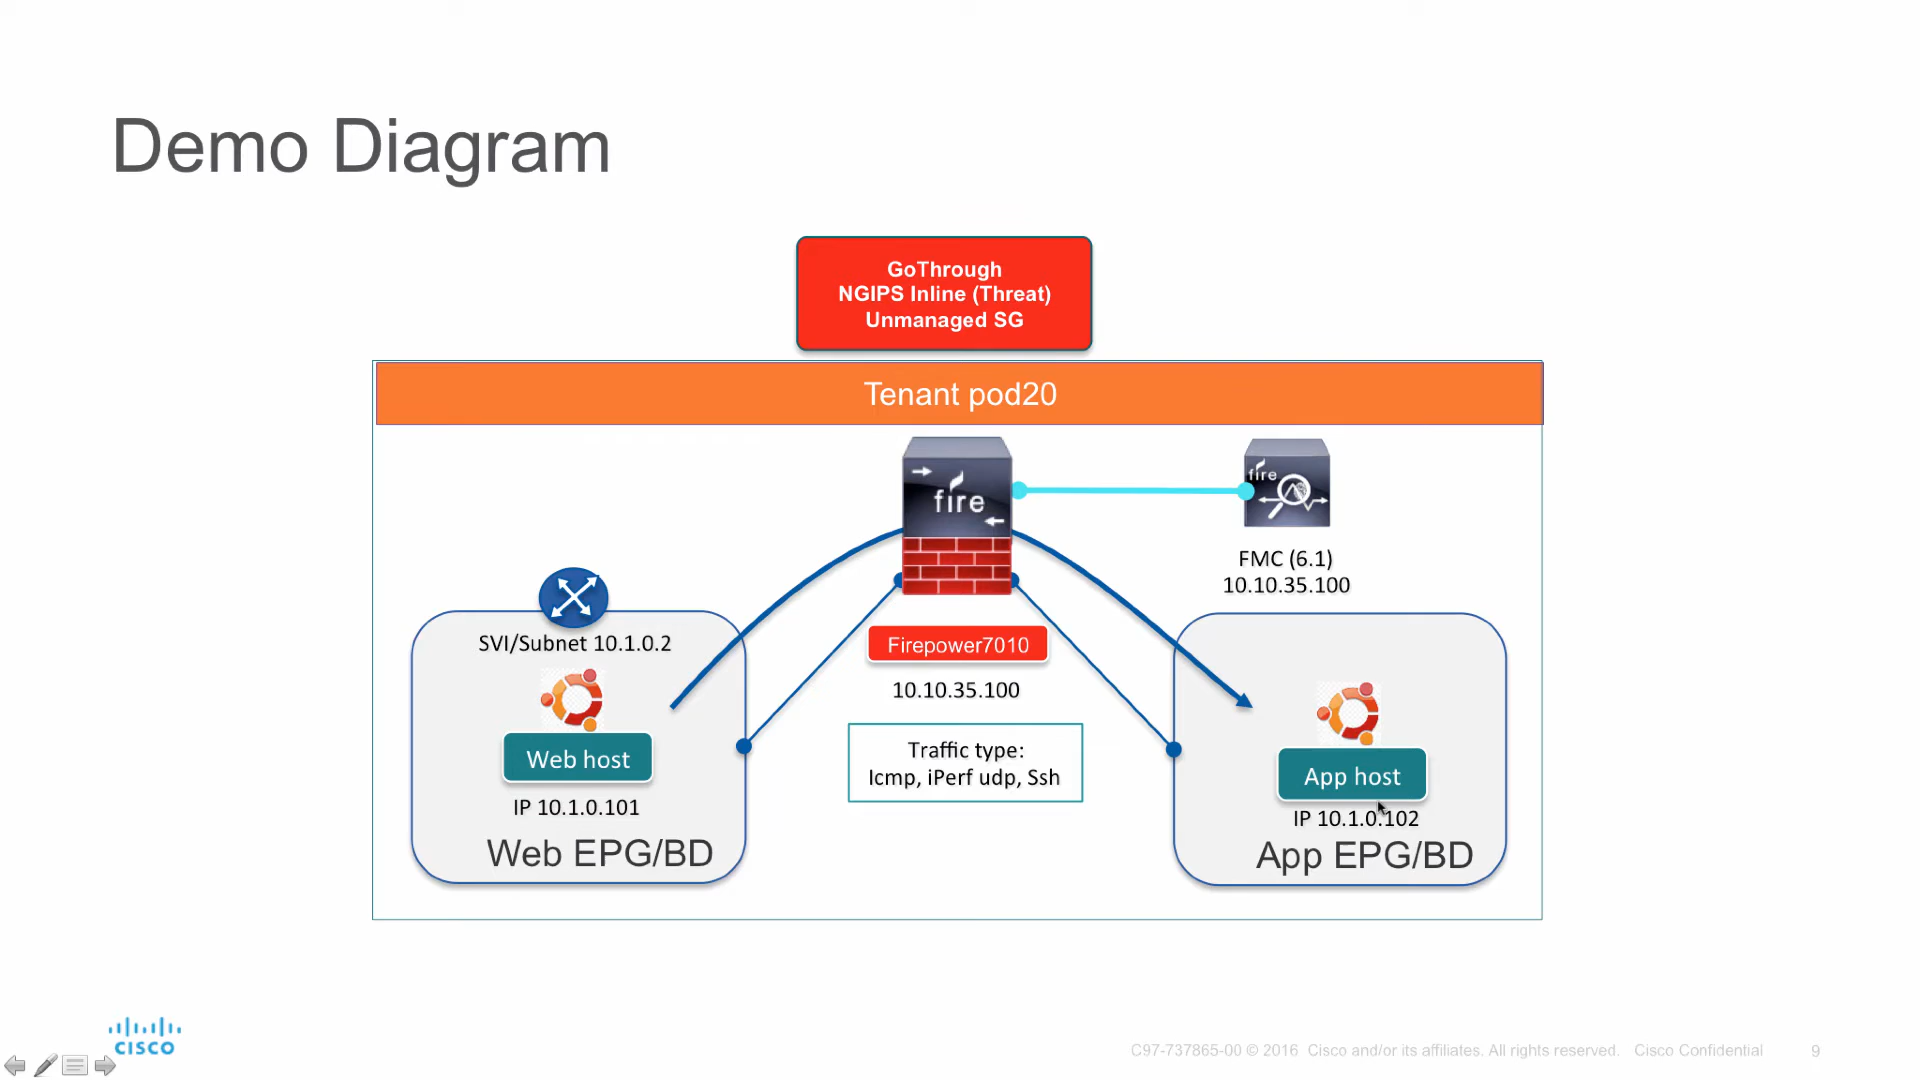 Demo Diagram
GoThrough
NGIPS Inline (Threat)
Unmanaged SG
Tenant pod20
fire
fire
FMC (6.1)
10.10.35.100
SVI/Subnet 10.1.0.2
Firepower7010
10.10.35.100
Traffic type:
Icmp, iPerf udp, Ssh
Web host
IP 10.1.0.101
Web EPG/BD
App host
IP 10.1.0.102
App EPG/BD
CISCO
C97-737865-00 © 2016 Cisco and/or its affiliates. All rights reserved. Cisco Confidential 9